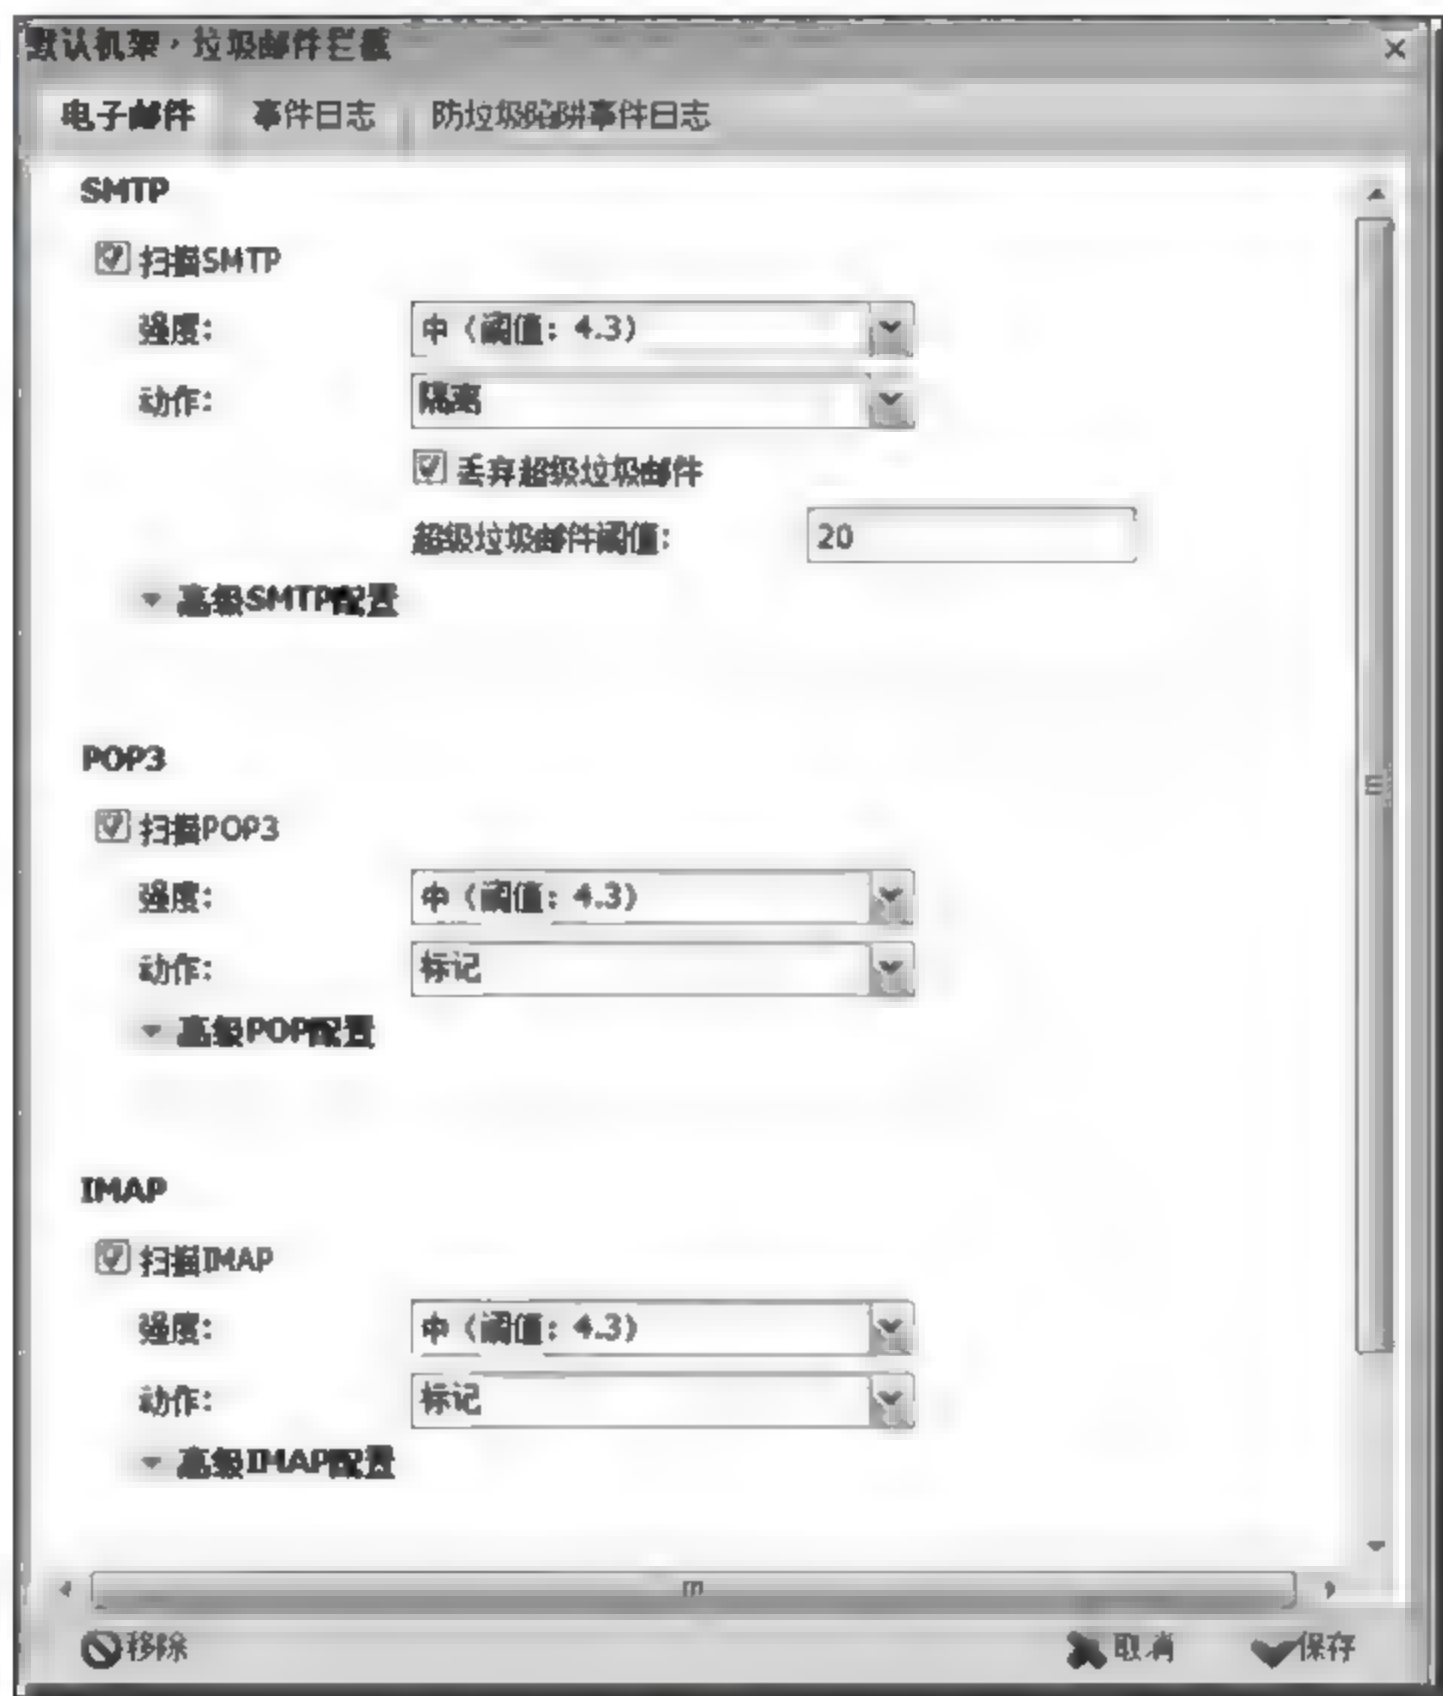 默认机架,垃圾邮件拦截
电子邮件 事件日志 防垃圾陷阱事件日志
SMTP
扫描SMTP
强度: 中(阈值:4.3)
动作: 隔离
丢弃超级垃圾邮件
超级垃圾邮件阈值: 20
高级SMTP配置
POP3
扫描POP3
强度: 中(阈值:4.3)
动作: 标记
高级POP配置
IMAP
扫描IMAP
强度: 中(阈值:4.3)
动作: 标记
高级IMAP配置
移除 取消 保存